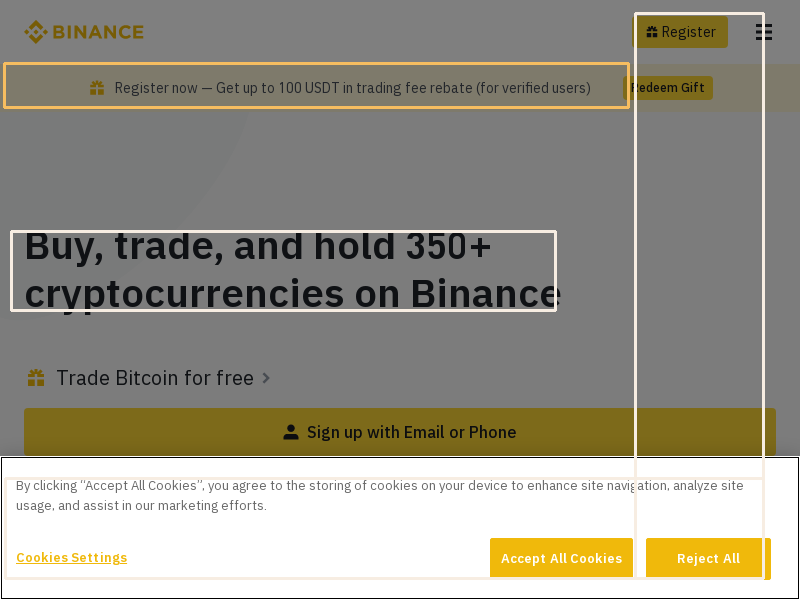 BINANCE
Register
Register now — Get up to 100 USDT in trading fee rebate (for verified users)
Redeem Gift
Buy, trade, and hold 350+
cryptocurrencies on Binance
Trade Bitcoin for free
Sign up with Email or Phone
By clicking “Accept All Cookies”, you agree to the storing of cookies on your device to enhance site navigation, analyze site
usage, and assist in our marketing efforts.
Cookies Settings
Accept All Cookies
Reject All